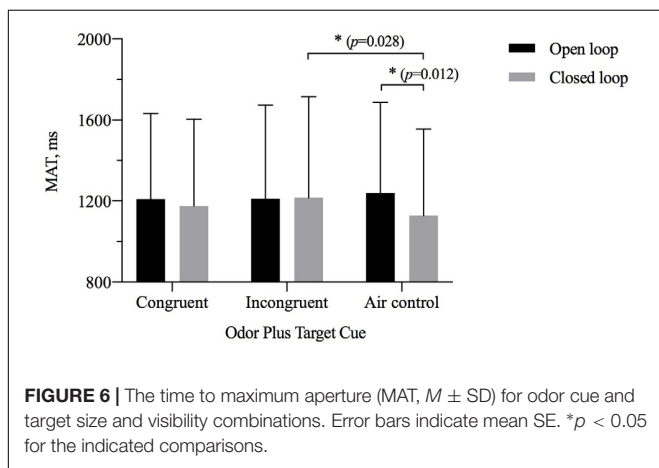 2000
1600
1200
800
MAT, ms
* (p=0.028)
* (p=0.012)
Open loop
Closed loop
Congruent Incongruent Air control
Odor Plus Target Cue
FIGURE 6 | The time to maximum aperture (MAT, M ± SD) for odor cue and
target size and visibility combinations. Error bars indicate mean SE. *p < 0.05
for the indicated comparisons.